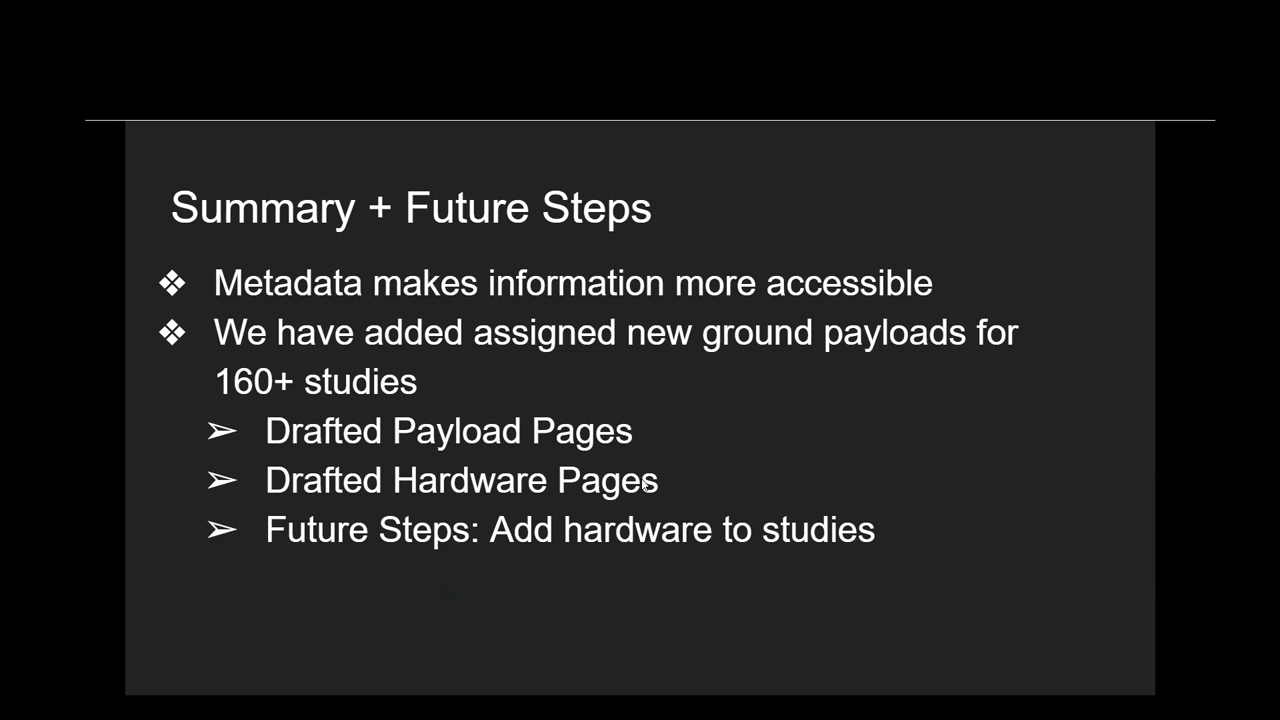 Summary + Future Steps
❖ Metadata makes information more accessible
❖ We have added assigned new ground payloads for
160+ studies
➢ Drafted Payload Pages
➢ Drafted Hardware Pages
➢ Future Steps: Add hardware to studies